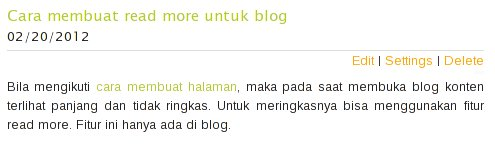 Cara membuat read more untuk blog
02/20/2012
Edit | Settings | Delete
Bila mengikuti cara membuat halaman, maka pada saat membuka blog konten
terlihat panjang dan tidak ringkas. Untuk meringkasnya bisa menggunakan fitur
read more. Fitur ini hanya ada di blog.